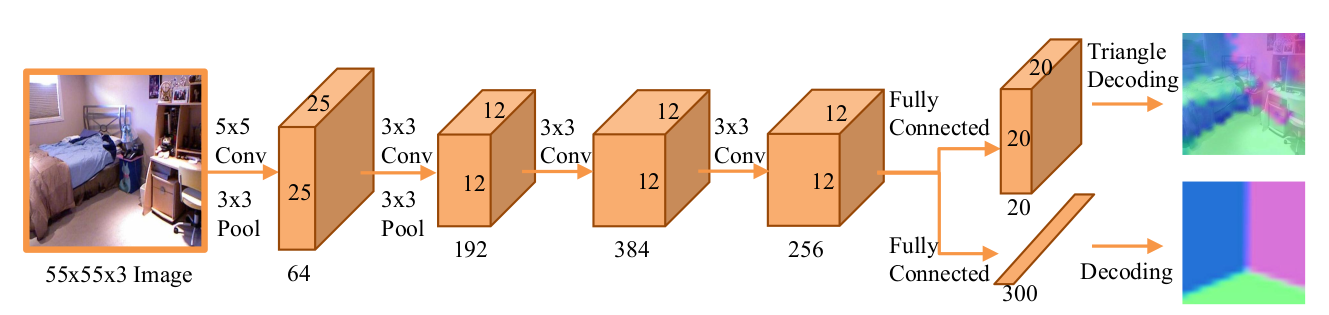 55x55x3 Image
5x5
Conv
3x3
Pool
25
25
64
3x3
Conv
3x3
Pool
12
12
192
3x3
Conv
12
12
384
3x3
Conv
12
12
256
Fully
Connected
20
20
20
Triangle
Decoding
Fully
Connected
300
Decoding